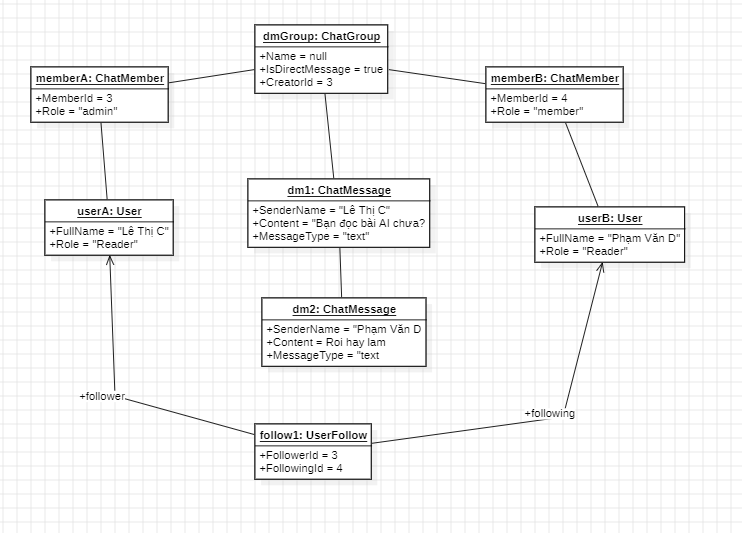 dmGroup: ChatGroup
+Name = null
+IsDirectMessage = true
+CreatorId = 3
memberA: ChatMember
+MemberId = 3
+Role = "admin"
memberB: ChatMember
+MemberId = 4
+Role = "member"
dm1: ChatMessage
+SenderName = "Lê Thị C"
+Content = "Bạn đọc bài AI chưa?
+MessageType = "text"
userA: User
+FullName = "Lê Thị C"
+Role = "Reader"
userB: User
+FullName = "Phạm Văn D"
+Role = "Reader"
dm2: ChatMessage
+SenderName = "Phạm Văn D
+Content = Roi hay lam
+MessageType = "text
+follower
+following
follow1: UserFollow
+FollowerId = 3
+FollowingId = 4